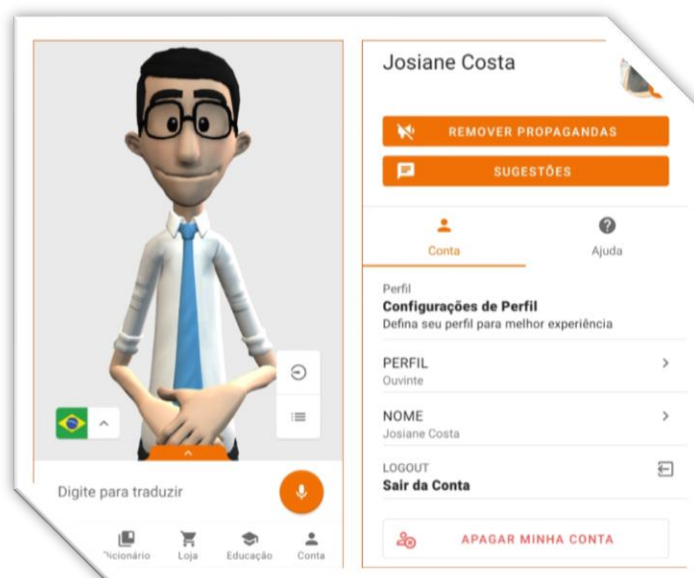 Digite para traduzir
Loja
Educação
Conta
Josiane Costa
REMOVER PROPAGANDAS
SUGESTÕES
Conta
Ajuda
Perfil
Configurações de Perfil
Defina seu perfil para melhor experiência
PERFIL
Ouvinte
NOME
Josiane Costa
LOGOUT
Sair da Conta
APAGAR MINHA CONTA